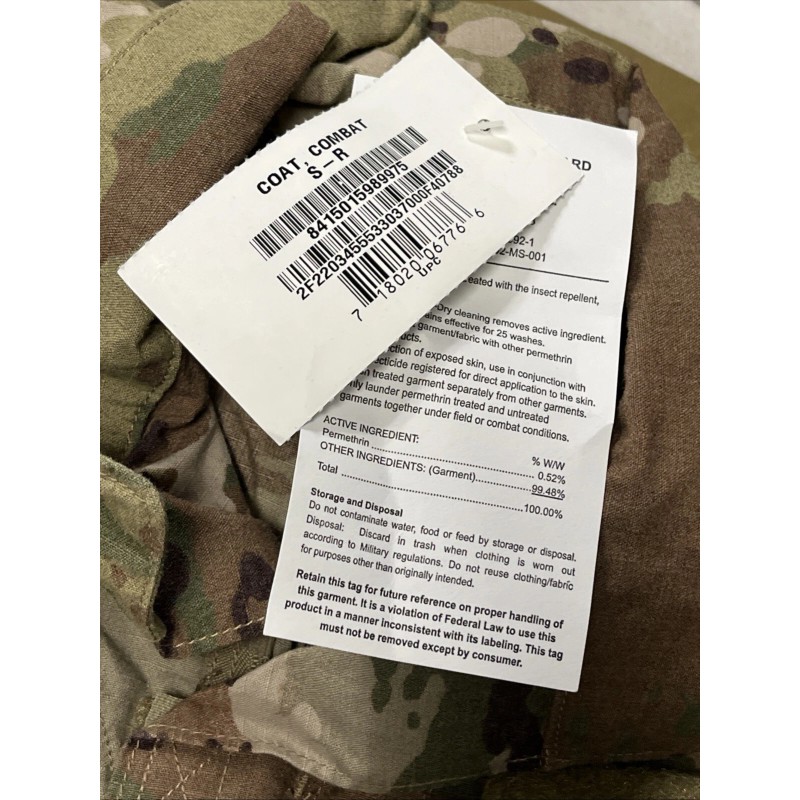 COAT, COMBAT
S-R
8415015989975
2F2203455533037000F40788
7 18020 06776 6
UPC
ARD
-92-1
2-MS-001
eated with the insect repellent,
Dry cleaning removes active ingredient.
ains effective for 25 washes.
garment/fabric with other permethrin
ucts.
ction of exposed skin, use in conjunction with
ecticide registered for direct application to the skin.
treated garment separately from other garments.
nly launder permethrin treated and untreated
garments together under field or combat conditions.
ACTIVE INGREDIENT: % W/W
Permethrin ........ 0.52%
OTHER INGREDIENTS: (Garment)........ 99.48%
Total ........ 100.00%
Storage and Disposal
Do not contaminate water, food or feed by storage or disposal.
Disposal: Discard in trash when clothing is worn out
according to Military regulations. Do not reuse clothing/fabric
for purposes other than originally intended.
Retain this tag for future reference on proper handling of
this garment. It is a violation of Federal Law to use this
product in a manner inconsistent with its labeling. This tag
must not be removed except by consumer.